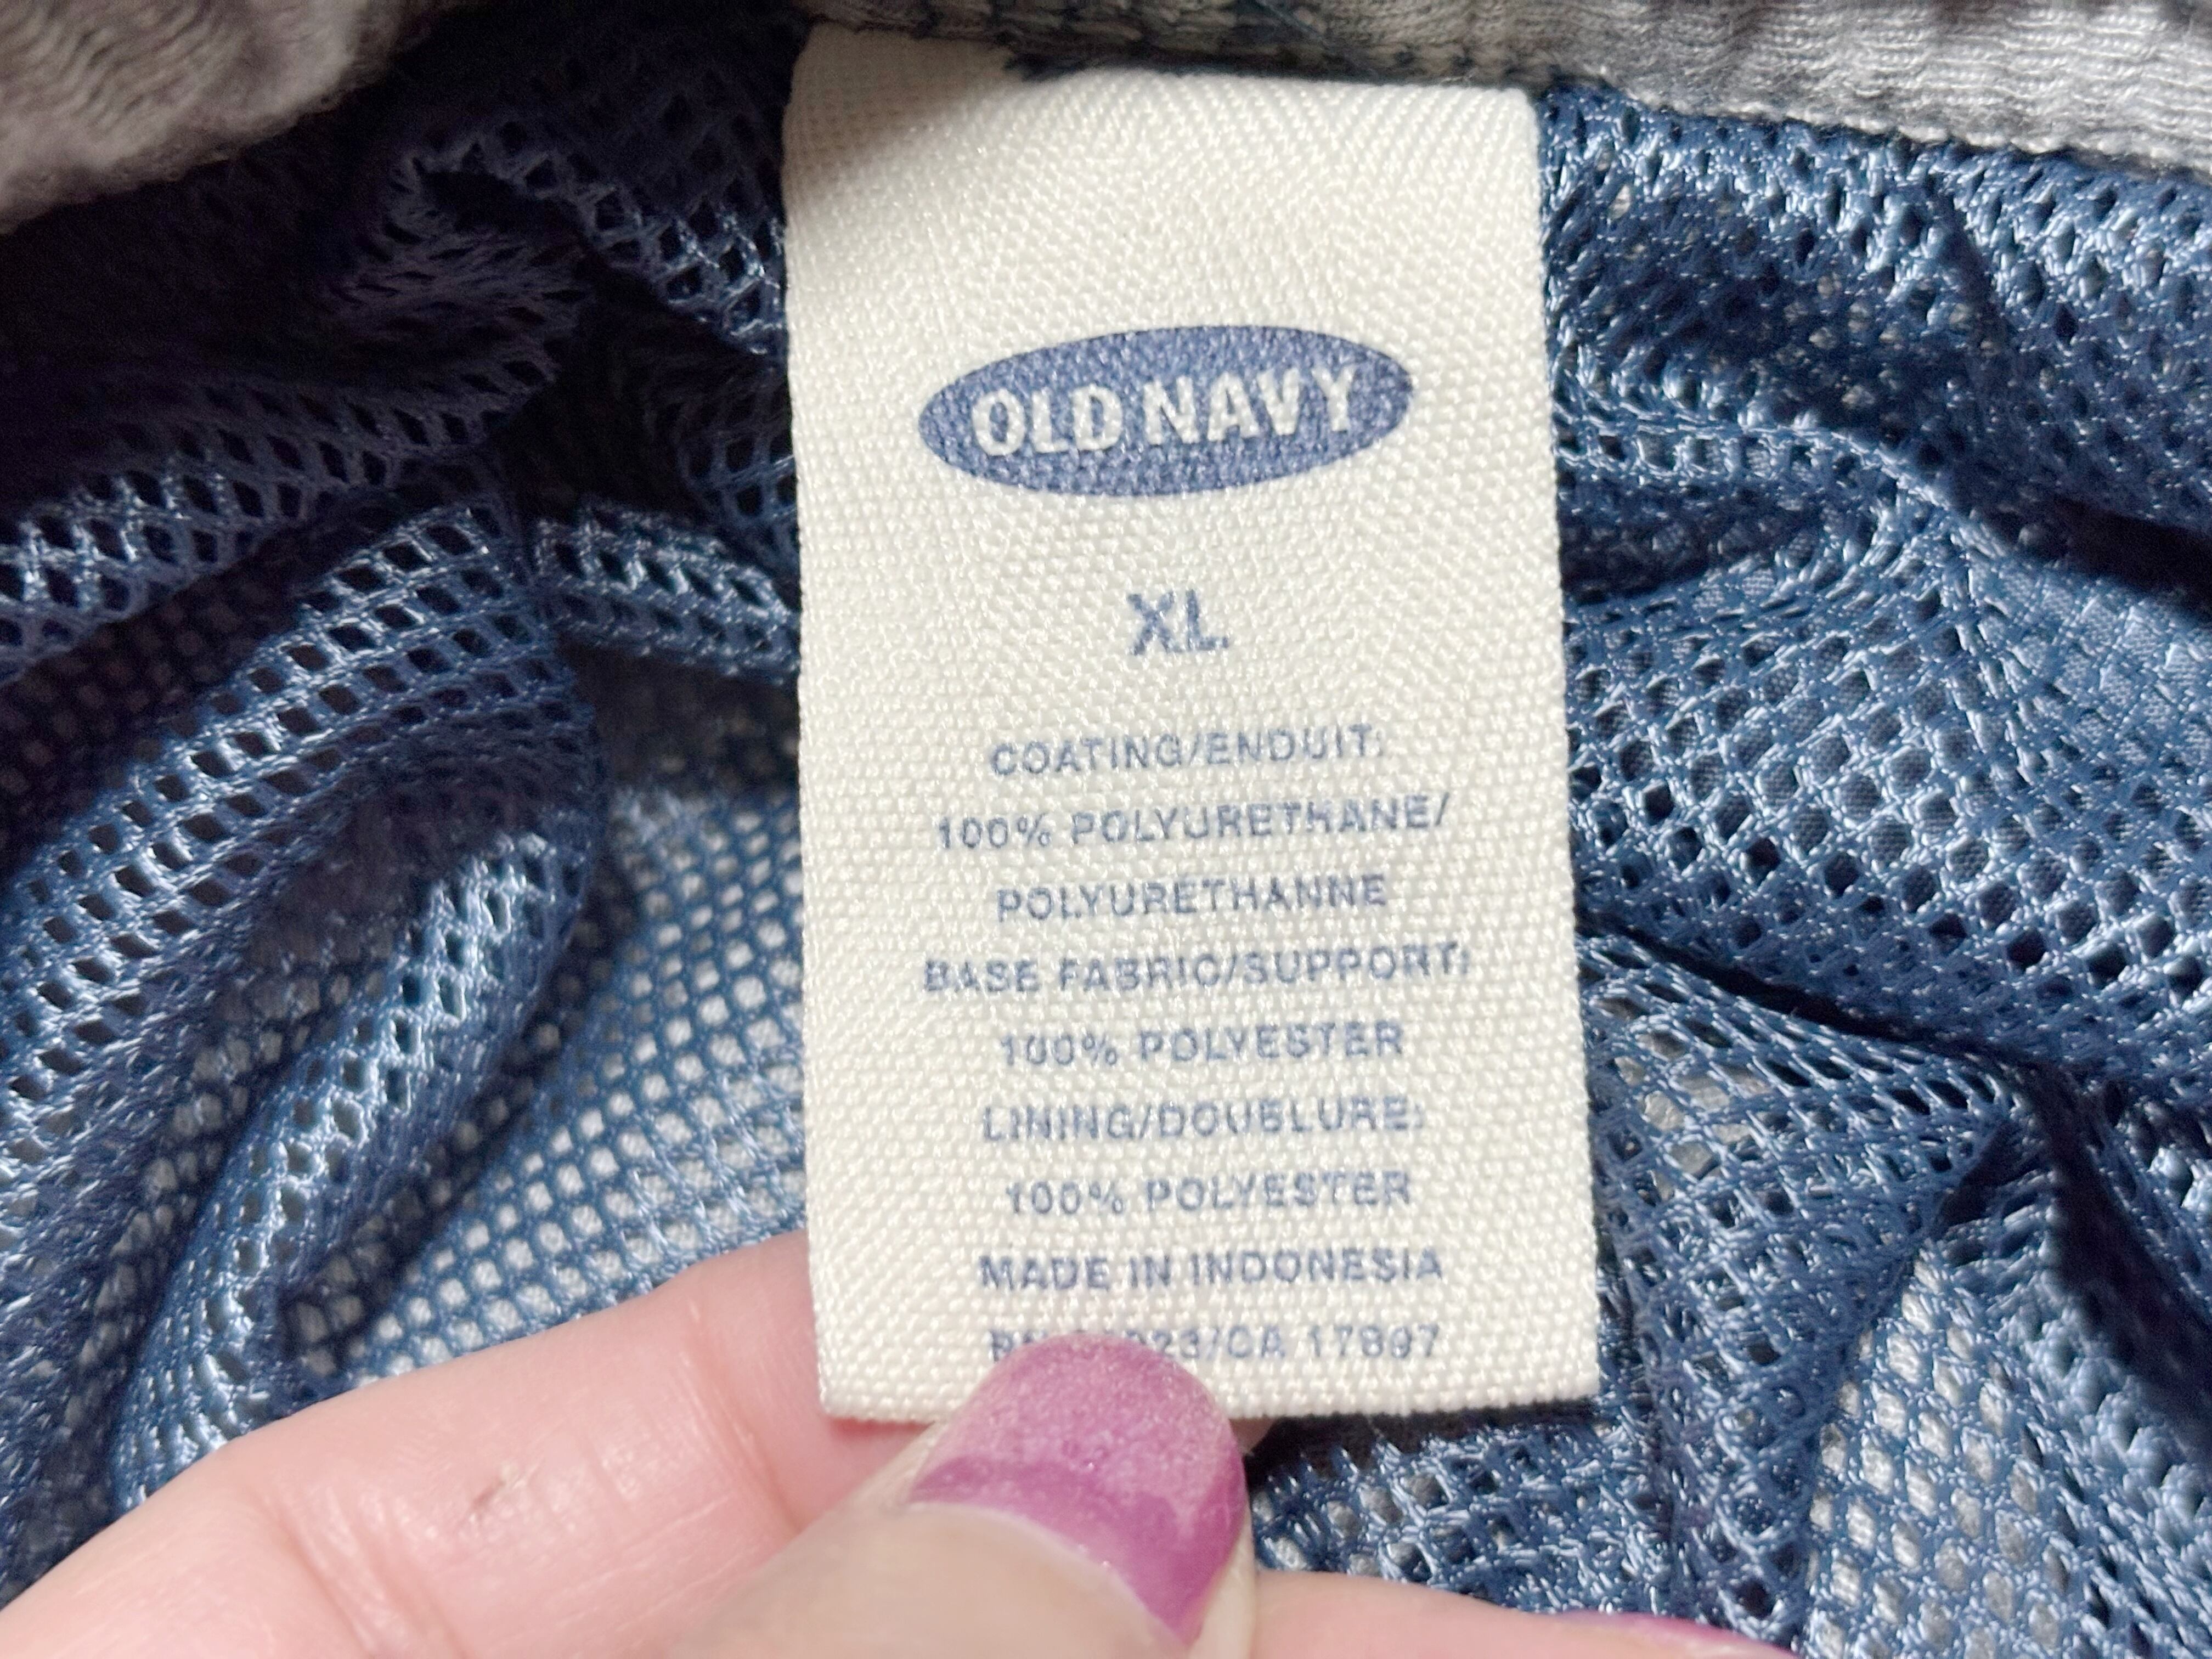 OLD NAVY
XL
COATING/ENDUIT:
100% POLYURETHANE/
POLYURETHANNE
BASE FABRIC/SUPPORT:
100% POLYESTER
LINING/DOUBLURE:
100% POLYESTER
MADE IN INDONESIA